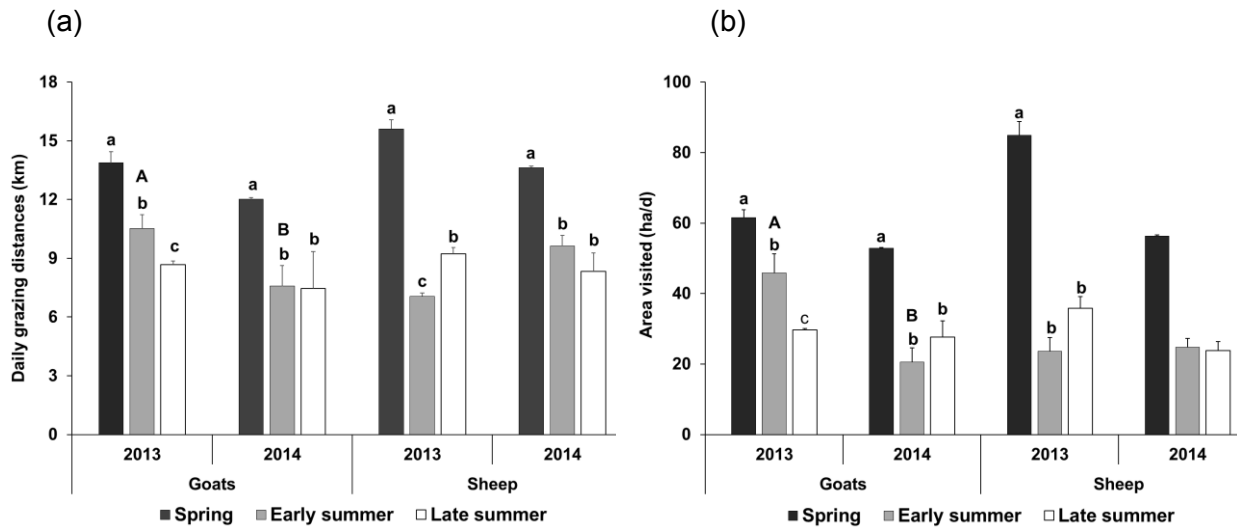 (a)
Daily grazing distances (km)
18
15
12
9
6
3
0
a
A
b
c
a
B
b
b
a
c
b
a
b
b
2013
2014
2013
2014
Goats
Sheep
Spring Early summer Late summer
(b)
Area visited (ha/d)
100
80
60
40
20
0
a
A
b
c
a
B
b
b
a
b
b
2013
2014
2013
2014
Goats
Sheep
Spring Early summer Late summer